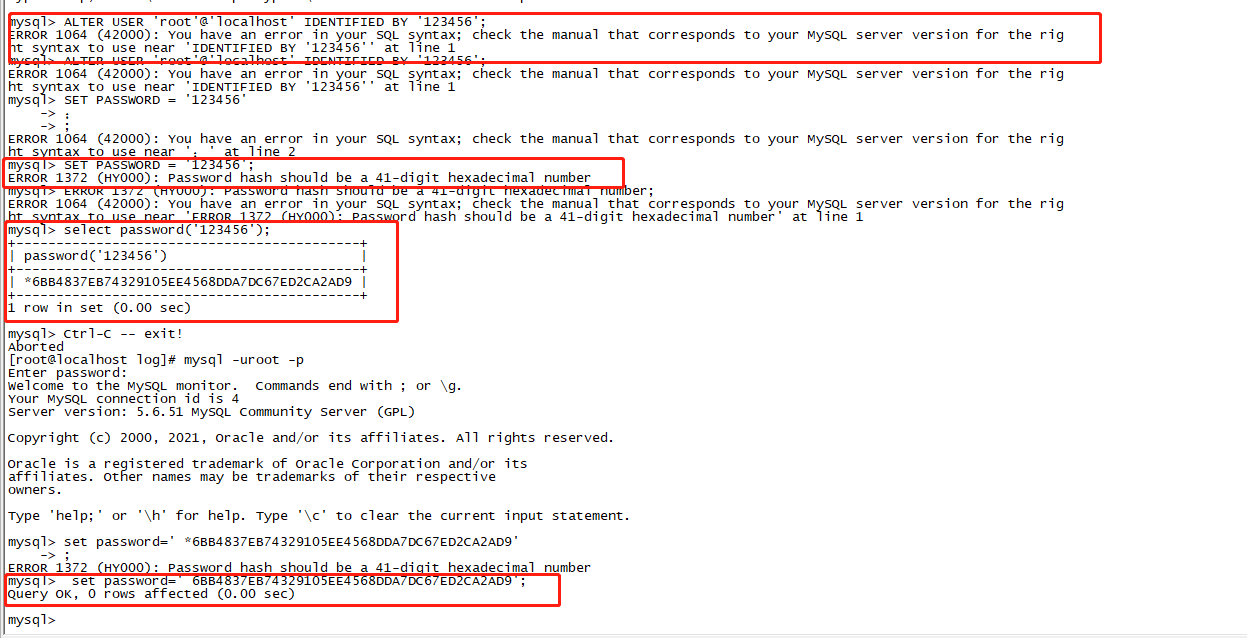 mysql> ALTER USER 'root'@'localhost' IDENTIFIED BY '123456';
ERROR 1064 (42000): You have an error in your SQL syntax; check the manual that corresponds to your MySQL server version for the rig
ht syntax to use near 'IDENTIFIED BY '123456'' at line 1
mysql> ALTER USER 'root'@'localhost' IDENTIFIED BY '123456';
ERROR 1064 (42000): You have an error in your SQL syntax; check the manual that corresponds to your MySQL server version for the rig
ht syntax to use near 'IDENTIFIED BY '123456'' at line 1
mysql> SET PASSWORD = '123456'
    -> ；
    -> ;
ERROR 1064 (42000): You have an error in your SQL syntax; check the manual that corresponds to your MySQL server version for the rig
ht syntax to use near '；' at line 2
mysql> SET PASSWORD = '123456';
ERROR 1372 (HY000): Password hash should be a 41-digit hexadecimal number
mysql> ERROR 1372 (HY000): Password hash should be a 41-digit hexadecimal number;
ERROR 1064 (42000): You have an error in your SQL syntax; check the manual that corresponds to your MySQL server version for the rig
ht syntax to use near 'ERROR 1372 (HY000): Password hash should be a 41-digit hexadecimal number' at line 1
mysql> select password('123456');
+-------------------------------------------+
| password('123456')                        |
+-------------------------------------------+
| *6BB4837EB74329105EE4568DDA7DC67ED2CA2AD9 |
+-------------------------------------------+
1 row in set (0.00 sec)
mysql> Ctrl-C -- exit!
Aborted
[root@localhost log]# mysql -uroot -p
Enter password:
Welcome to the MySQL monitor.  Commands end with ; or \g.
Your MySQL connection id is 4
Server version: 5.6.51 MySQL Community Server (GPL)
Copyright (c) 2000, 2021, Oracle and/or its affiliates. All rights reserved.
Oracle is a registered trademark of Oracle Corporation and/or its
affiliates. Other names may be trademarks of their respective
owners.
Type 'help;' or '\h' for help. Type '\c' to clear the current input statement.
mysql> set password=' *6BB4837EB74329105EE4568DDA7DC67ED2CA2AD9'
    -> ;
ERROR 1372 (HY000): Password hash should be a 41-digit hexadecimal number
mysql>  set password=' 6BB4837EB74329105EE4568DDA7DC67ED2CA2AD9';
Query OK, 0 rows affected (0.00 sec)
mysql>